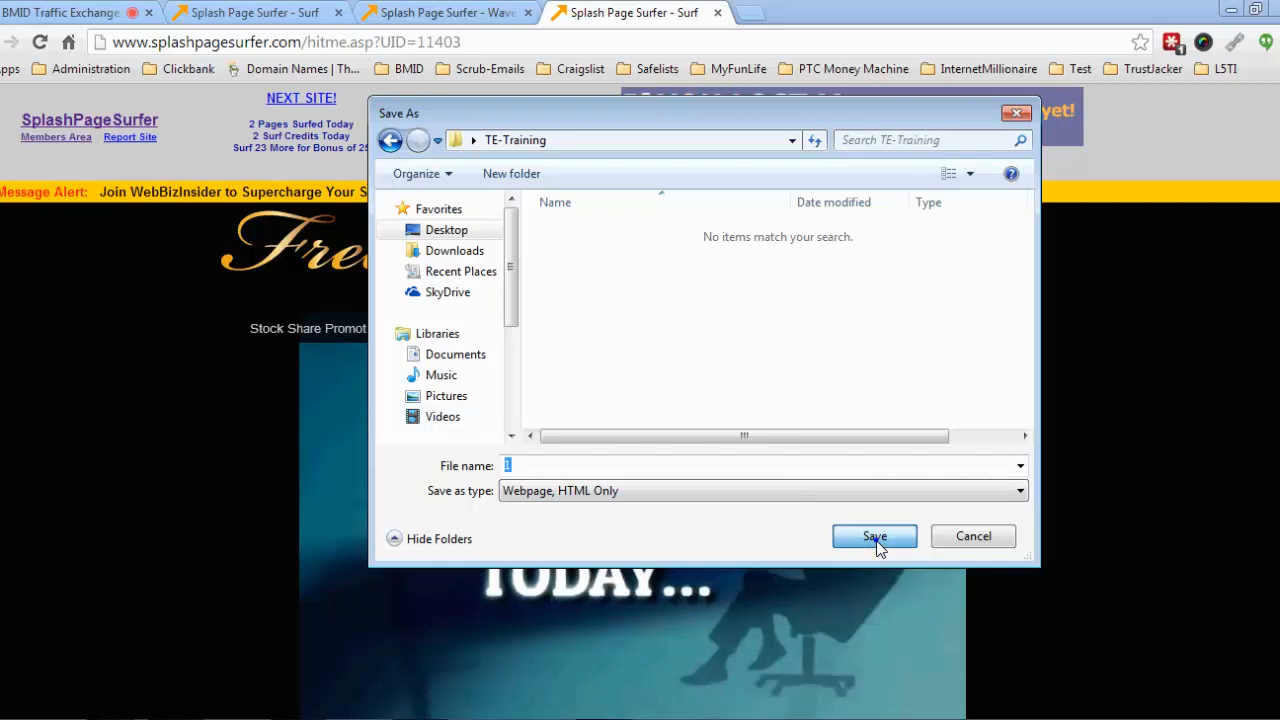 BMID Traffic Exchange
Splash Page Surfer - Surf
Splash Page Surfer - Wave
Splash Page Surfer - Surf
www.splashpagesurfer.com/hitme.asp?UID=11403
1
pps
Administration
Clickbank
Domain Names | Th...
BMID
Scrub-Emails
Craigslist
Safelists
MyFunLife
PTC Money Machine
InternetMillionaire
Test
TrustJacker
L5TI
SplashPageSurfer
Members Area
Report Site
NEXT SITE!
2 Pages Surfed Today
2 Surf Credits Today
Surf 23 More for Bonus of 25
yet!
Message Alert: Join WebBizInsider to Supercharge Your S
Free
Stock Share Promot
Save As
TE-Training
Search TE-Training
Organize
New folder
Favorites
Desktop
Downloads
Recent Places
SkyDrive
Libraries
Documents
Music
Pictures
Videos
Name
Date modified
Type
No items match your search.
File name:
1
Save as type:
Webpage, HTML Only
Hide Folders
Save
Cancel
TODAY...